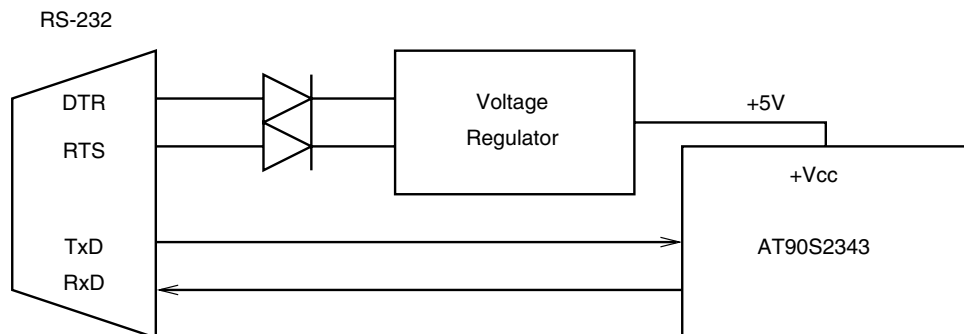 RS-232
DTR
RTS
TxD
RxD
Voltage
Regulator
+5V
+Vcc
AT90S2343